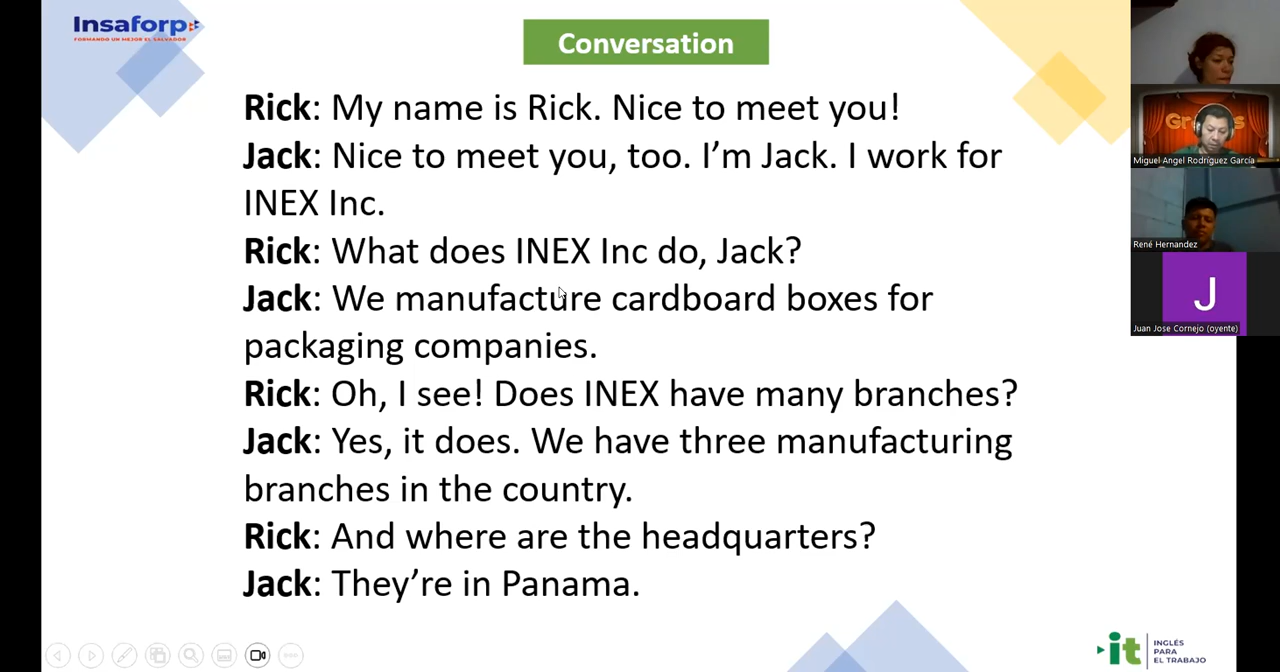 Insaforp
FORMANDO UN MEJOR EL SALVADOR
Conversation
Rick: My name is Rick. Nice to meet you!
Jack: Nice to meet you, too. I’m Jack. I work for
INEX Inc.
Rick: What does INEX Inc do, Jack?
Jack: We manufacture cardboard boxes for
packaging companies.
Rick: Oh, I see! Does INEX have many branches?
Jack: Yes, it does. We have three manufacturing
branches in the country.
Rick: And where are the headquarters?
Jack: They’re in Panama.
Miguel Angel Rodríguez García
René Hernandez
J
Juan Jose Cornejo (oyente)
it
INGLÉS
PARA
EL TRABAJO